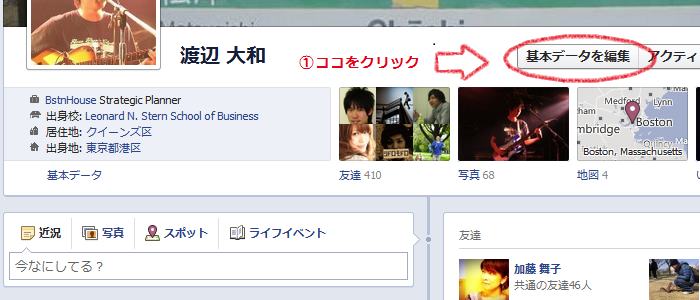 渡辺 大和
①ココをクリック
基本データを編集
アクティ
BstnHouse Strategic Planner
出身校: Leonard N. Stern School of Business
居住地: クイーンズ区
出身地: 東京都港区
基本データ
友達 410
写真 68
Medford
Lynn
mbridge
Boston
Quincy
Boston, Massachusetts
地図 4
近況
写真
スポット
ライフイベント
今なにしてる？
友達
加藤 舞子
共通の友達46人